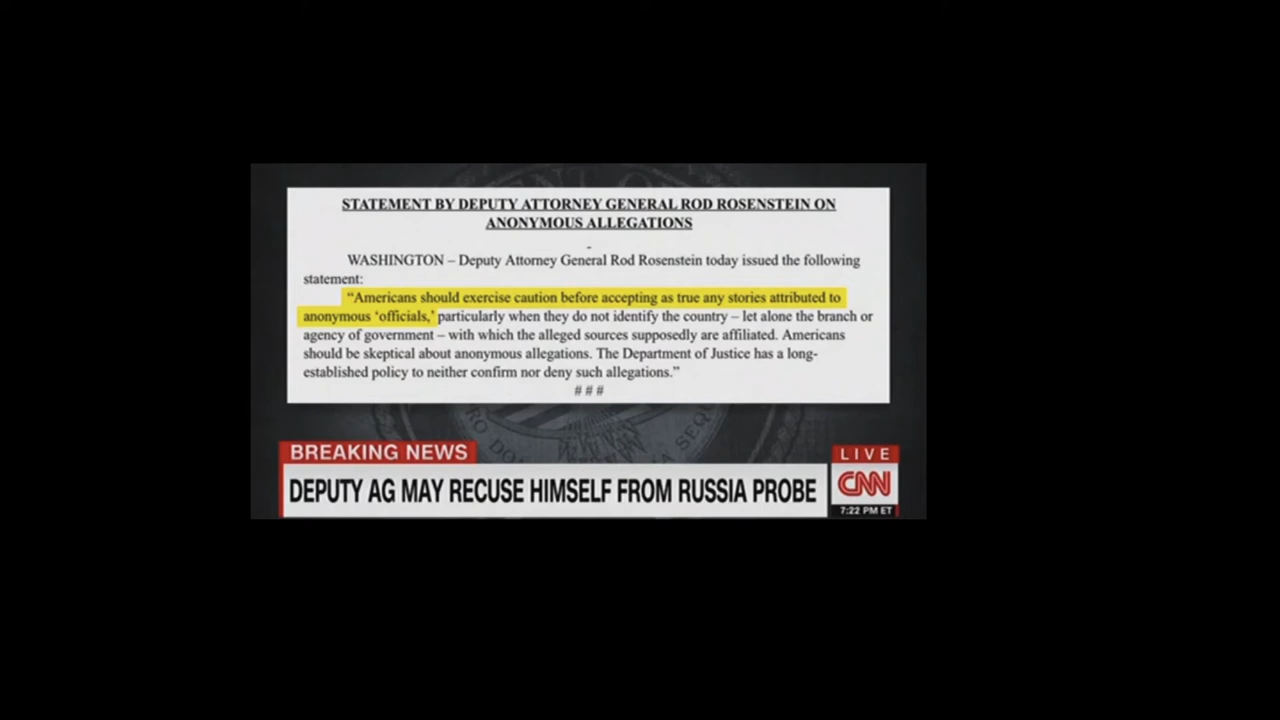 STATEMENT BY DEPUTY ATTORNEY GENERAL ROD ROSENSTEIN ON
ANONYMOUS ALLEGATIONS
-
WASHINGTON – Deputy Attorney General Rod Rosenstein today issued the following
statement:
“Americans should exercise caution before accepting as true any stories attributed to
anonymous ‘officials,’ particularly when they do not identify the country – let alone the branch or
agency of government – with which the alleged sources supposedly are affiliated. Americans
should be skeptical about anonymous allegations. The Department of Justice has a long-
established policy to neither confirm nor deny such allegations.”
# # #
BREAKING NEWS
DEPUTY AG MAY RECUSE HIMSELF FROM RUSSIA PROBE
LIVE
CNN
7:22 PM ET